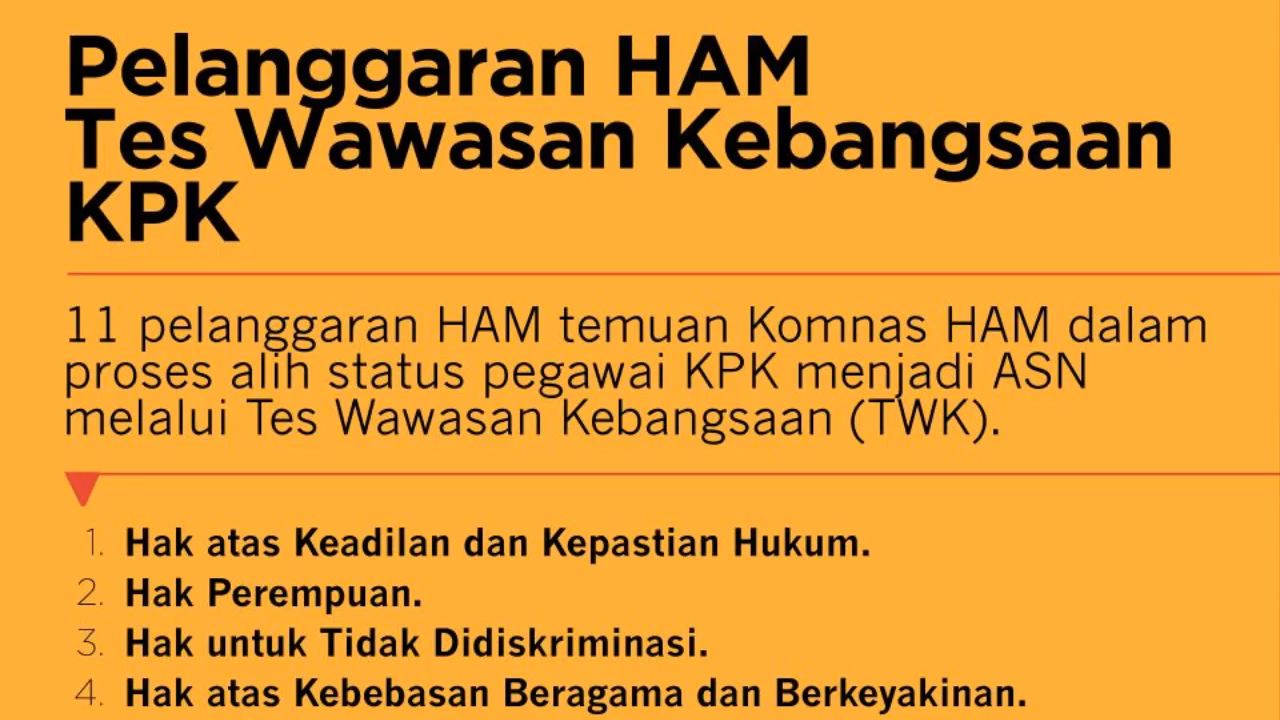 Pelanggaran HAM
Tes Wawasan Kebangsaan
KPK
11 pelanggaran HAM temuan Komnas HAM dalam
proses alih status pegawai KPK menjadi ASN
melalui Tes Wawasan Kebangsaan (TWK).
1. Hak atas Keadilan dan Kepastian Hukum.
2. Hak Perempuan.
3. Hak untuk Tidak Didiskriminasi.
4. Hak atas Kebebasan Beragama dan Berkeyakinan.